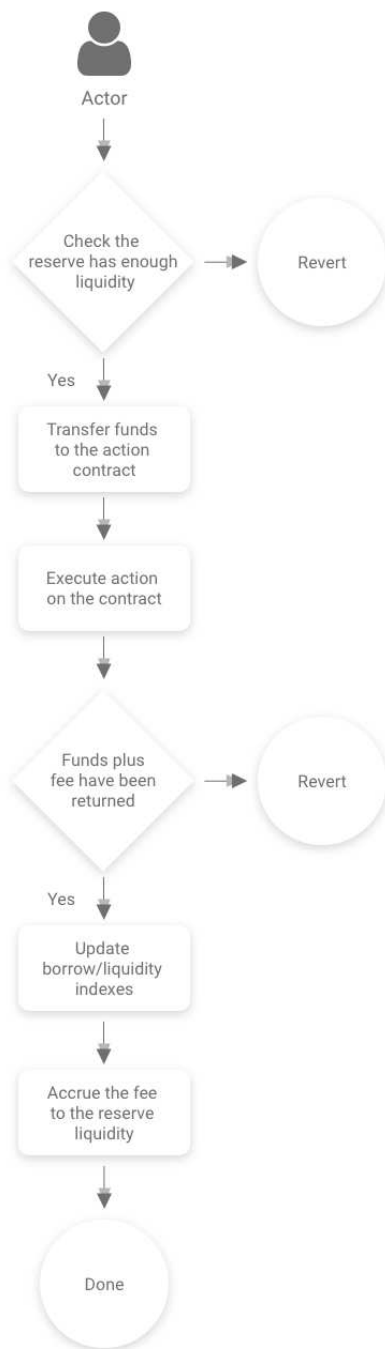 Actor
Check the
reserve has enough
liquidity
Revert
Yes
Transfer funds
to the action
contract
Execute action
on the contract
Funds plus
fee have been
returned
Revert
Yes
Update
borrow/liquidity
indexes
Accrue the fee
to the reserve
liquidity
Done